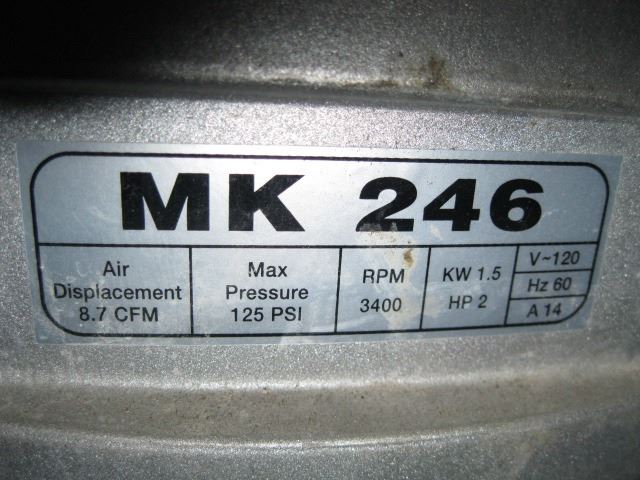 MK 246
Air
Displacement
8.7 CFM
Max
Pressure
125 PSI
RPM
3400
KW 1.5
HP 2
V~120
Hz 60
A 14